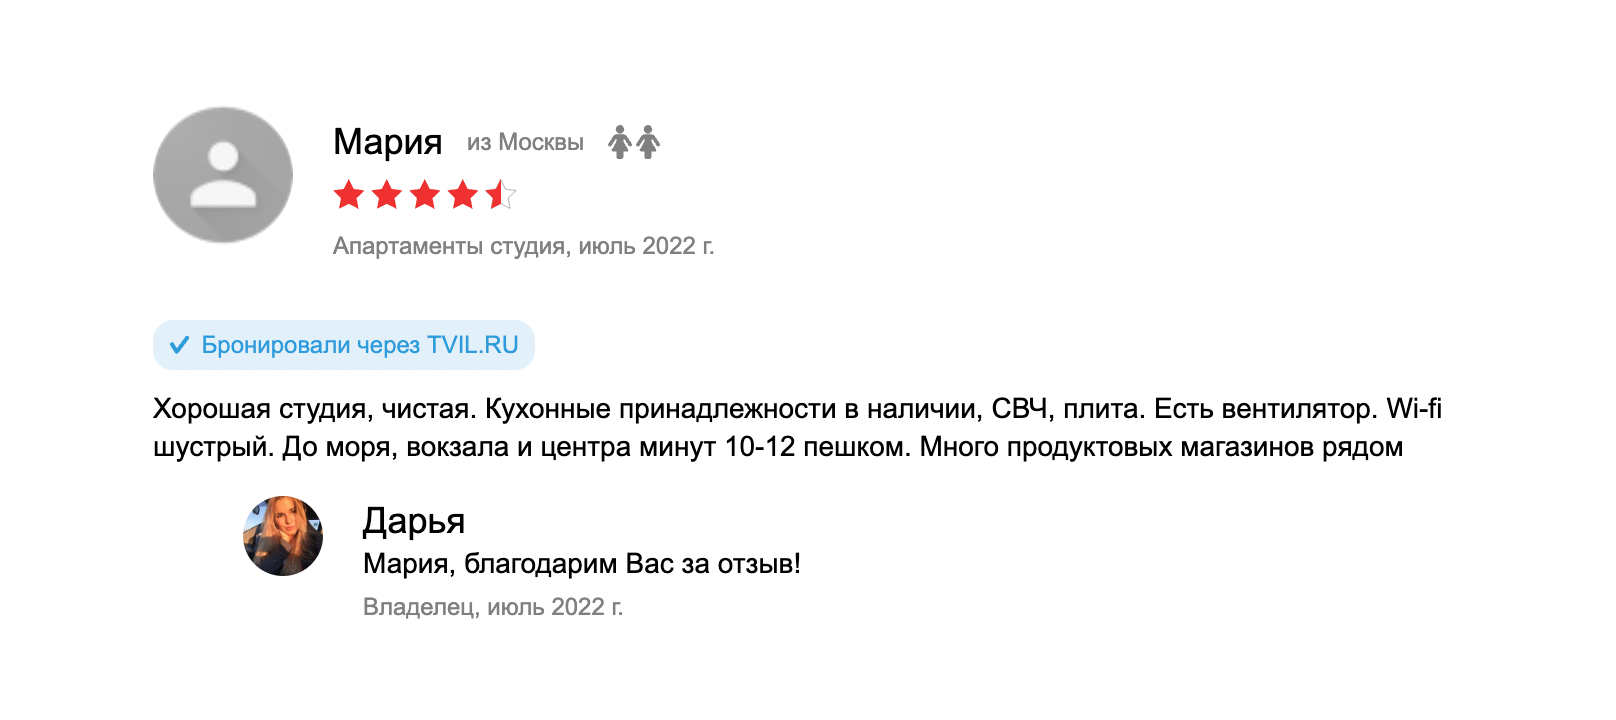 Мария из Москвы
Апартаменты студия, июль 2022 г.
Бронировали через TVIL.RU
Хорошая студия, чистая. Кухонные принадлежности в наличии, СВЧ, плита. Есть вентилятор. Wi-fi
шустрый. До моря, вокзала и центра минут 10-12 пешком. Много продуктовых магазинов рядом
Дарья
Мария, благодарим Вас за отзыв!
Владелец, июль 2022 г.